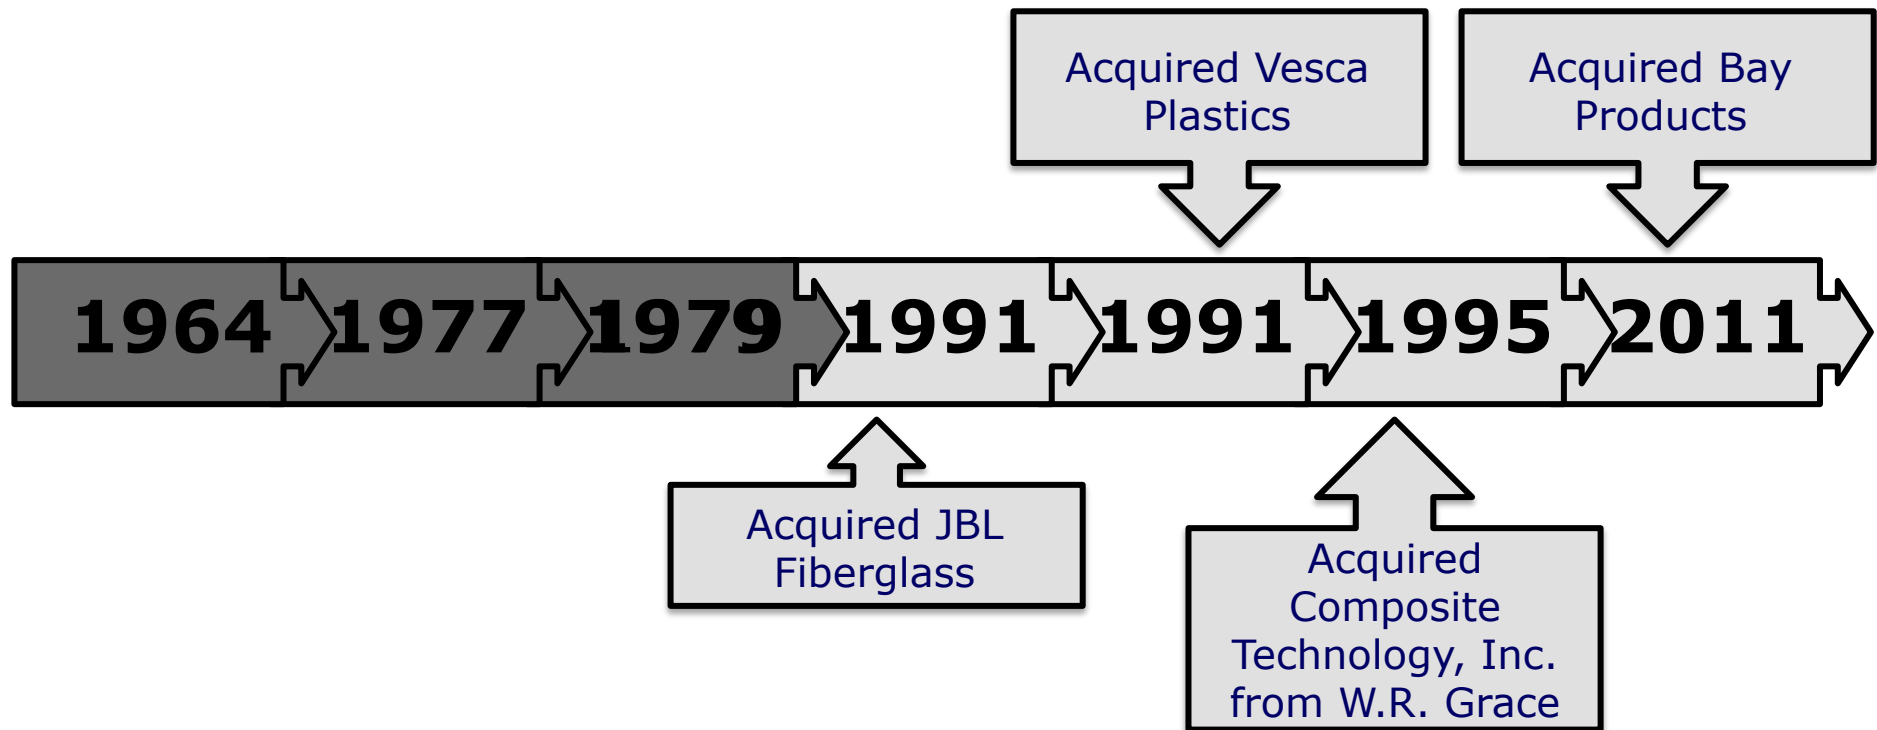 Acquired Vesca
Plastics
Acquired Bay
Products
1964
1977
1979
1991
1991
1995
2011
Acquired JBL
Fiberglass
Acquired
Composite
Technology, Inc.
from W.R. Grace